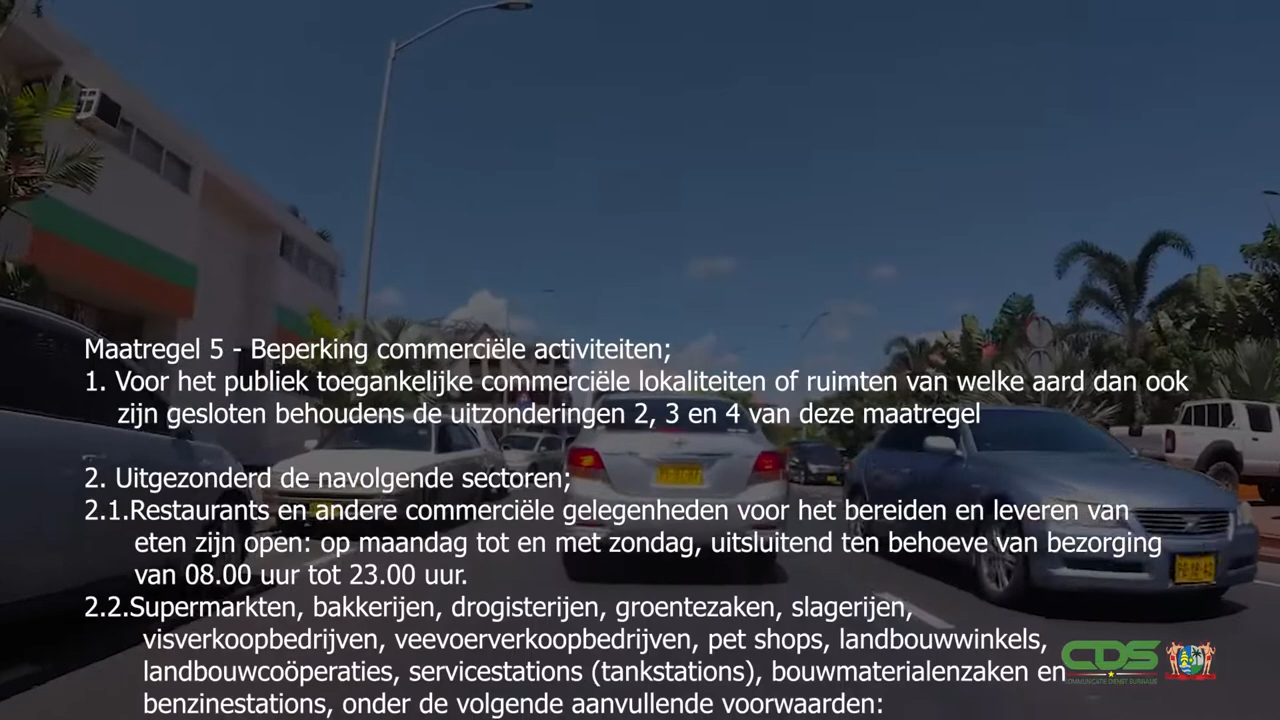 Maatregel 5 - Beperking commerciële activiteiten;
1. Voor het publiek toegankelijke commerciële lokaliteiten of ruimten van welke aard dan ook
zijn gesloten behoudens de uitzonderingen 2, 3 en 4 van deze maatregel
2. Uitgezonderd de navolgende sectoren;
2.1.Restaurants en andere commerciële gelegenheden voor het bereiden en leveren van
eten zijn open: op maandag tot en met zondag, uitsluitend ten behoeve van bezorging
van 08.00 uur tot 23.00 uur.
2.2.Supermarkten, bakkerijen, drogisterijen, groentezaken, slagerijen,
visverkoopbedrijven, veevoerverkoopbedrijven, pet shops, landbouwwinkels,
landbouwcoöperaties, servicestations (tankstations), bouwmaterialenzaken en
benzinestations, onder de volgende aanvullende voorwaarden:
CDS
COMMUNICATIE DIENST SURINAME